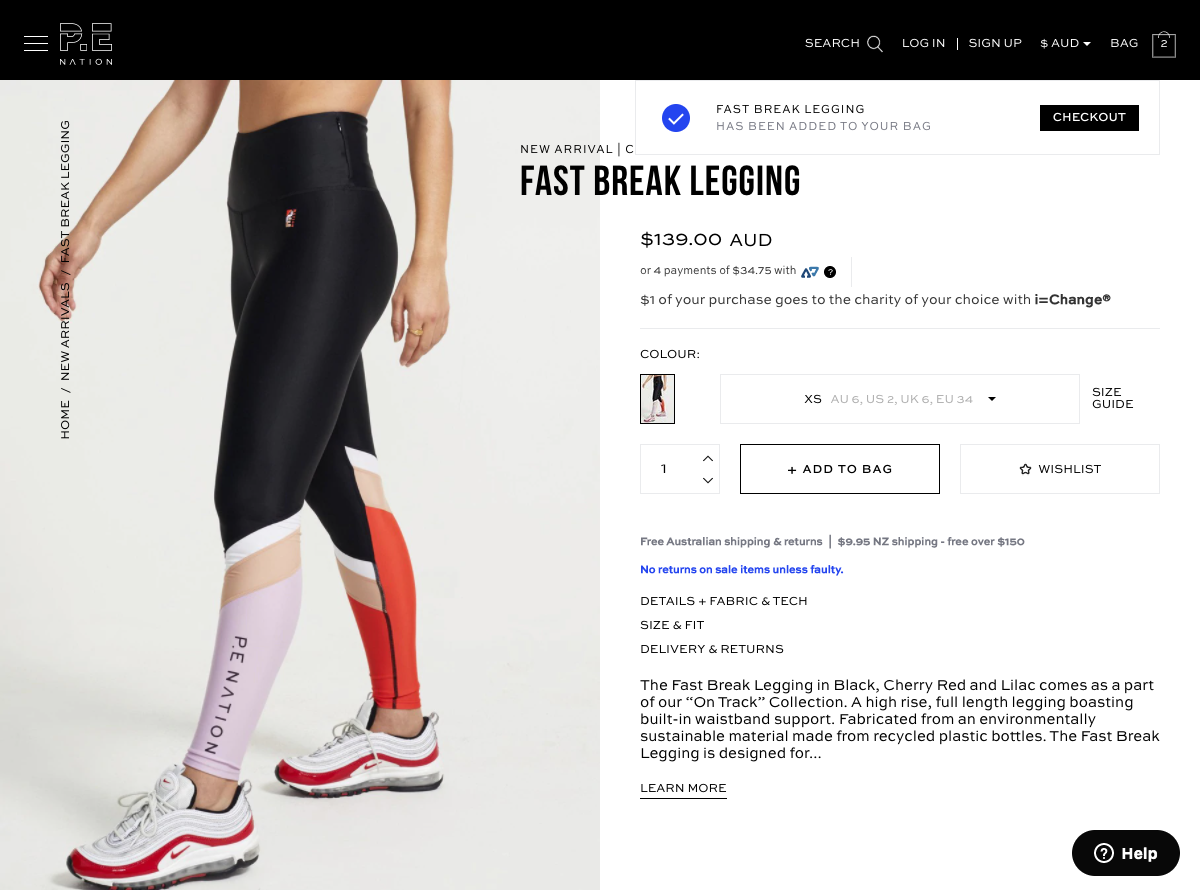 P.E
NATION
SEARCH
LOG IN | SIGN UP
$ AUD
BAG
2
FAST BREAK LEGGING
HAS BEEN ADDED TO YOUR BAG
CHECKOUT
HOME / NEW ARRIVALS / FAST BREAK LEGGING
NEW ARRIVAL | C
FAST BREAK LEGGING
$139.00 AUD
or 4 payments of $34.75 with ?
$1 of your purchase goes to the charity of your choice with i=Change®
COLOUR:
XS AU 6, US 2, UK 6, EU 34
SIZE
GUIDE
1
+ ADD TO BAG
WISHLIST
Free Australian shipping & returns | $9.95 NZ shipping - free over $150
No returns on sale items unless faulty.
DETAILS + FABRIC & TECH
SIZE & FIT
DELIVERY & RETURNS
The Fast Break Legging in Black, Cherry Red and Lilac comes as a part
of our “On Track” Collection. A high rise, full length legging boasting
built-in waistband support. Fabricated from an environmentally
sustainable material made from recycled plastic bottles. The Fast Break
Legging is designed for...
LEARN MORE
P.E NATION
? Help